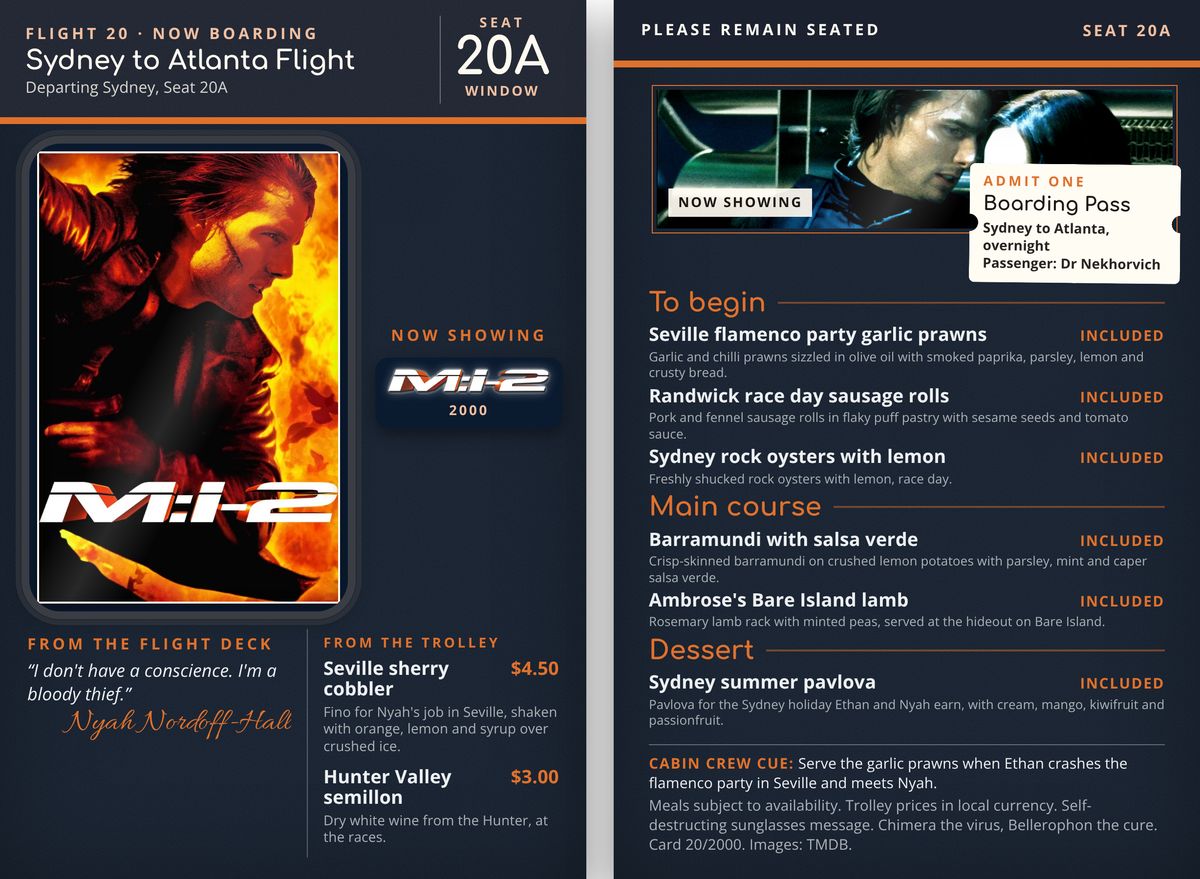 FLIGHT 20 · NOW BOARDING
Sydney to Atlanta Flight
Departing Sydney, Seat 20A
SEAT
20A
WINDOW
M:I-2
NOW SHOWING
M:I-2
2000
FROM THE FLIGHT DECK
“I don't have a conscience. I'm a
bloody thief.”
Nyah Nordoff-Hall
FROM THE TROLLEY
Seville sherry
cobbler
$4.50
Fino for Nyah's job in Seville, shaken
with orange, lemon and syrup over
crushed ice.
Hunter Valley
semillon
$3.00
Dry white wine from the Hunter, at
the races.
PLEASE REMAIN SEATED
SEAT 20A
NOW SHOWING
ADMIT ONE
Boarding Pass
Sydney to Atlanta,
overnight
Passenger: Dr Nekhorvich
To begin
Seville flamenco party garlic prawns INCLUDED
Garlic and chilli prawns sizzled in olive oil with smoked paprika, parsley, lemon and
crusty bread.
Randwick race day sausage rolls INCLUDED
Pork and fennel sausage rolls in flaky puff pastry with sesame seeds and tomato
sauce.
Sydney rock oysters with lemon INCLUDED
Freshly shucked rock oysters with lemon, race day.
Main course
Barramundi with salsa verde INCLUDED
Crisp-skinned barramundi on crushed lemon potatoes with parsley, mint and caper
salsa verde.
Ambrose's Bare Island lamb INCLUDED
Rosemary lamb rack with minted peas, served at the hideout on Bare Island.
Dessert
Sydney summer pavlova INCLUDED
Pavlova for the Sydney holiday Ethan and Nyah earn, with cream, mango, kiwifruit and
passionfruit.
CABIN CREW CUE: Serve the garlic prawns when Ethan crashes the
flamenco party in Seville and meets Nyah.
Meals subject to availability. Trolley prices in local currency. Self-
destructing sunglasses message. Chimera the virus, Bellerophon the cure.
Card 20/2000. Images: TMDB.